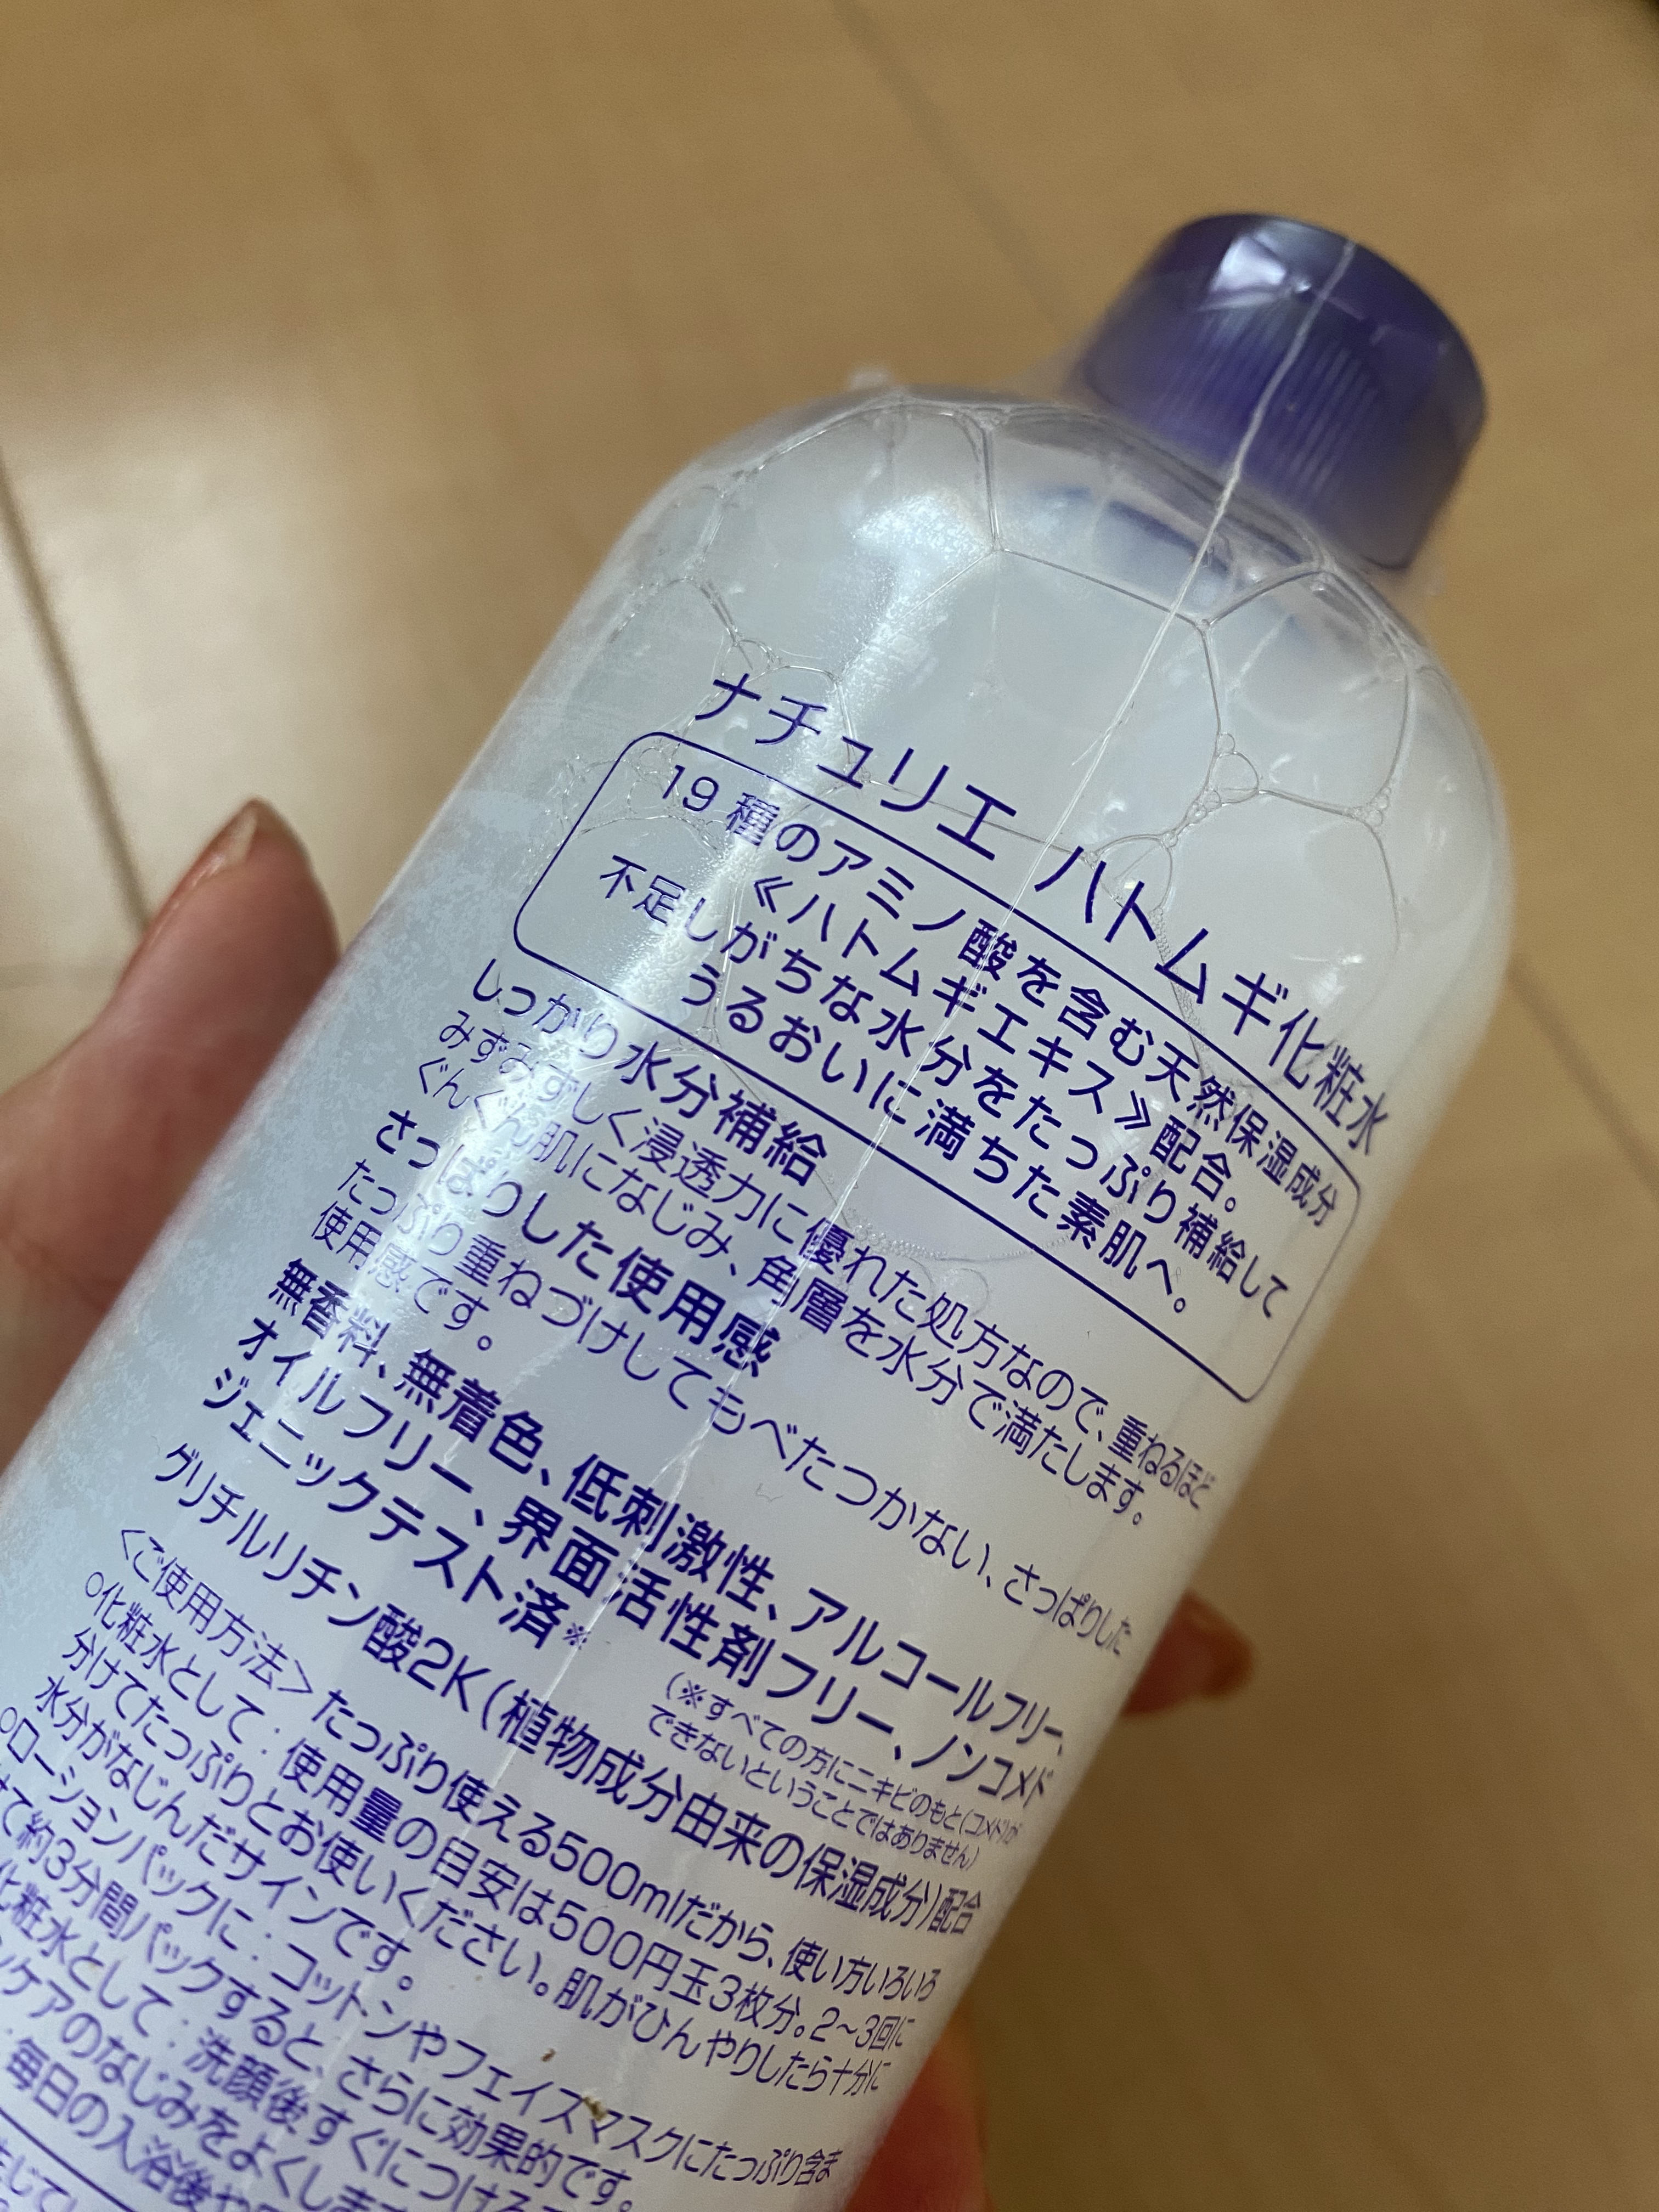 ナチュリエ ハトムギ化粧水
19種のアミノ酸を含む天然保湿成分
≪ハトムギエキス≫配合。
不足しがちな水分をたっぷり補給して
うるおいに満ちた素肌へ。
しっかり水分補給
みずみずしく浸透力に優れた処方なので、重ねるほど
ぐんぐん肌になじみ、角層を水分で満たします。
さっぱりした使用感
たっぷり重ねづけしてもべたつかない、さっぱりした
使用感です。
無香料、無着色、低刺激性、アルコールフリー、
オイルフリー、界面活性剤フリー、ノンコメド
ジェニックテスト済※
(※すべての方にニキビのもと(コメド)が
できないということではありません)
グリチルリチン酸2K(植物成分由来の保湿成分)配合
<ご使用方法>たっぷり使える500mlだから、使い方いろいろ
○化粧水として:使用量の目安は500円玉3枚分。2~3回に
分けてたっぷりとお使いください。肌がひんやりしたら十分に
水分がなじんだサインです。
○ローションパックに:コットンやフェイスマスクにたっぷり含ま
せて約3分間パックすると、さらに効果的です。
化粧水として:洗顔後すぐにつける
ケアのなじみをよくしま
毎日の入浴後や